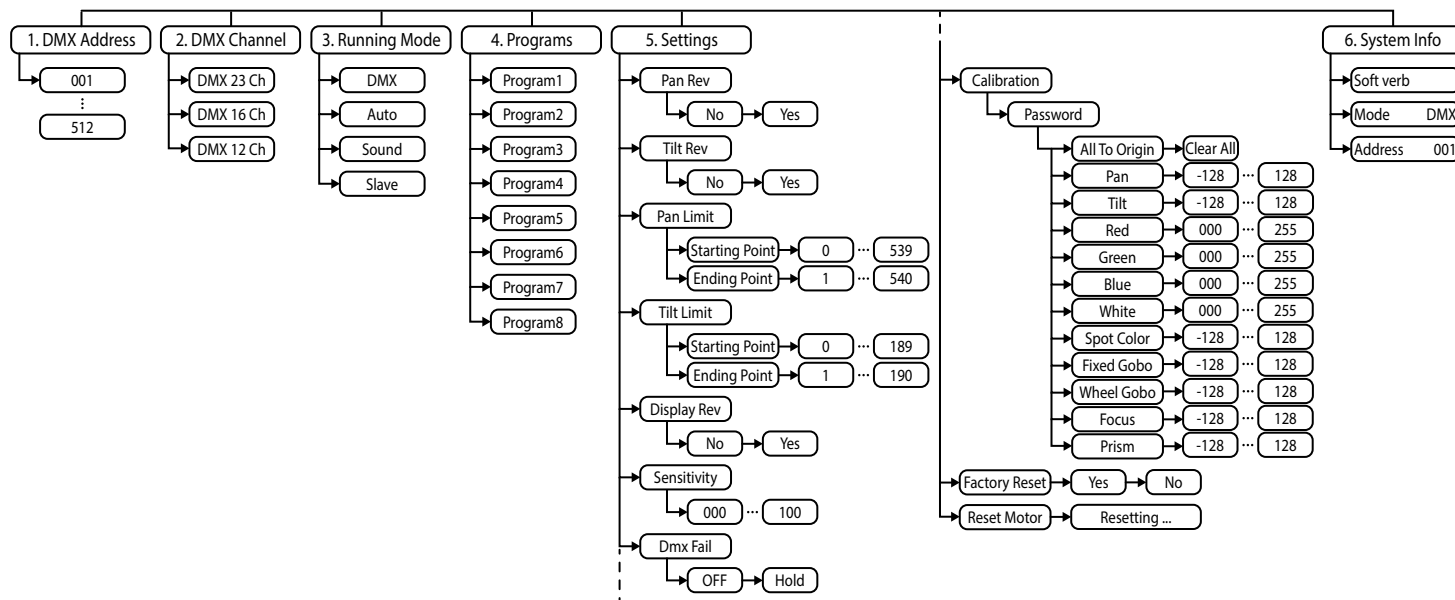 1. DMX Address
001
⋮
512
2. DMX Channel
DMX 23 Ch
DMX 16 Ch
DMX 12 Ch
3. Running Mode
DMX
Auto
Sound
Slave
4. Programs
Program1
Program2
Program3
Program4
Program5
Program6
Program7
Program8
5. Settings
Pan Rev
No Yes
Tilt Rev
No Yes
Pan Limit
Starting Point 0 ... 539
Ending Point 1 ... 540
Tilt Limit
Starting Point 0 ... 189
Ending Point 1 ... 190
Display Rev
No Yes
Sensitivity
000 ... 100
Dmx Fail
OFF Hold
Calibration
Password
All To Origin Clear All
Pan -128 ... 128
Tilt -128 ... 128
Red 000 ... 255
Green 000 ... 255
Blue 000 ... 255
White 000 ... 255
Spot Color -128 ... 128
Fixed Gobo -128 ... 128
Wheel Gobo -128 ... 128
Focus -128 ... 128
Prism -128 ... 128
Factory Reset Yes No
Reset Motor Resetting ...
6. System Info
Soft verb
Mode DMX
Address 001